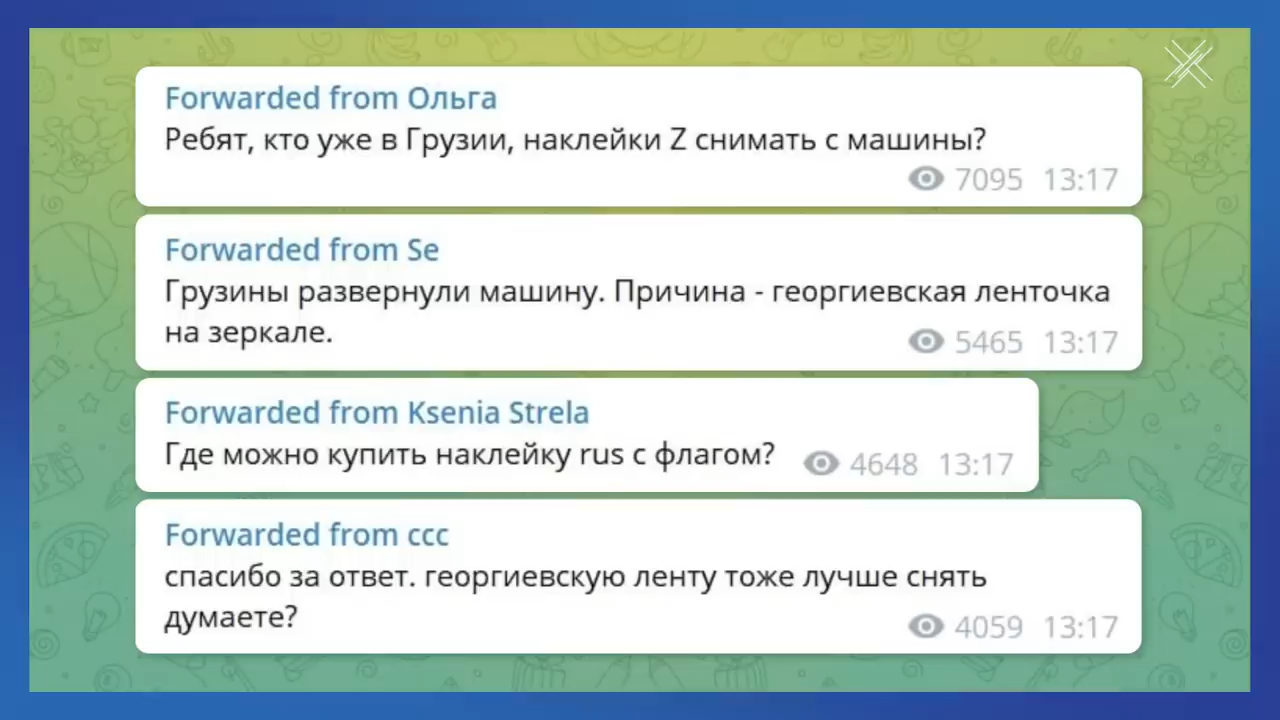 Forwarded from Ольга
Ребят, кто уже в Грузии, наклейки Z снимать с машины?
7095 13:17
Forwarded from Se
Грузины развернули машину. Причина - георгиевская ленточка
на зеркале.
5465 13:17
Forwarded from Ksenia Strela
Где можно купить наклейку rus с флагом?
4648 13:17
Forwarded from ссс
спасибо за ответ. георгиевскую ленту тоже лучше снять
думаете?
4059 13:17